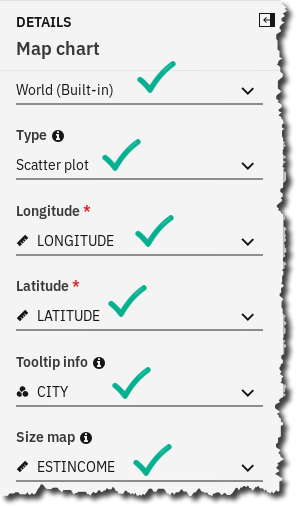 DETAILS
Map chart
World (Built-in)
Type
Scatter plot
Longitude *
LONGITUDE
Latitude *
LATITUDE
Tooltip info
CITY
Size map
ESTINCOME